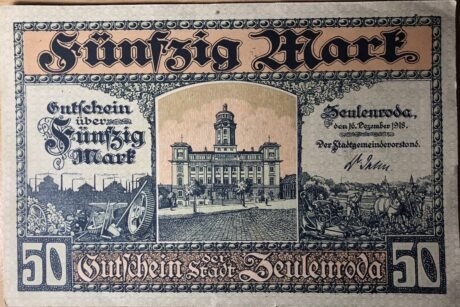 Fünfzig Mark
Gutschein
über
Fünfzig
Mark
Zeulenroda,
den 16. Dezember 1918.
Der Stadtgemeindevorstand.
50 Gutschein der Stadt Zeulenroda 50